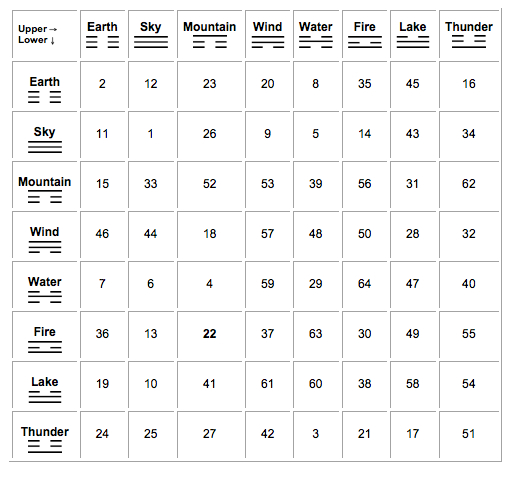 Upper → Earth Sky Mountain Wind Water Fire Lake Thunder
Lower ↓
Earth 2 12 23 20 8 35 45 16
Sky 11 1 26 9 5 14 43 34
Mountain 15 33 52 53 39 56 31 62
Wind 46 44 18 57 48 50 28 32
Water 7 6 4 59 29 64 47 40
Fire 36 13 22 37 63 30 49 55
Lake 19 10 41 61 60 38 58 54
Thunder 24 25 27 42 3 21 17 51